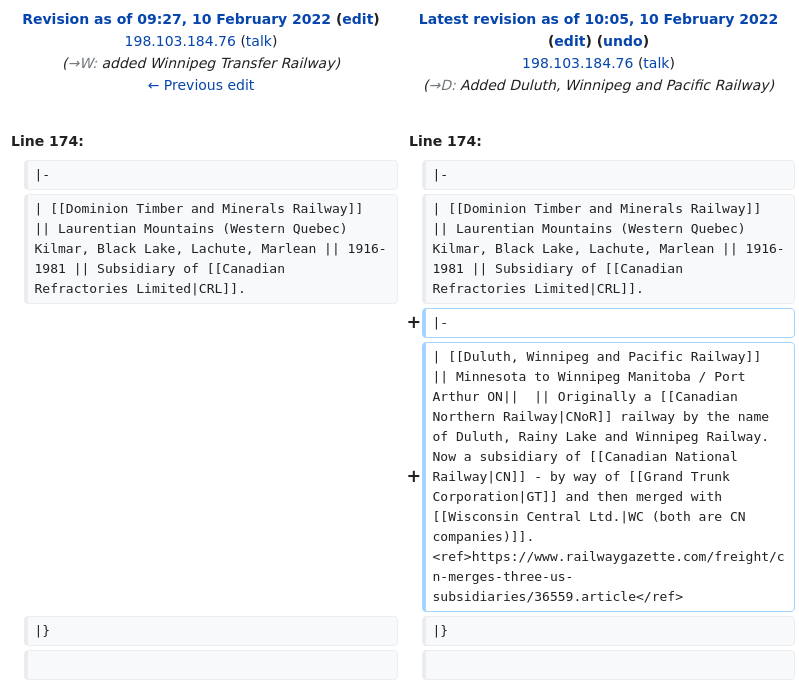 Revision as of 09:27, 10 February 2022 (edit)
198.103.184.76 (talk)
(→W: added Winnipeg Transfer Railway)
← Previous edit
Latest revision as of 10:05, 10 February 2022
(edit) (undo)
198.103.184.76 (talk)
(→D: Added Duluth, Winnipeg and Pacific Railway)
Line 174:
Line 174:
|-
|-
| [[Dominion Timber and Minerals Railway]]
|| Laurentian Mountains (Western Quebec)
Kilmar, Black Lake, Lachute, Marlean || 1916-
1981 || Subsidiary of [[Canadian
Refractories Limited|CRL]].
| [[Dominion Timber and Minerals Railway]]
|| Laurentian Mountains (Western Quebec)
Kilmar, Black Lake, Lachute, Marlean || 1916-
1981 || Subsidiary of [[Canadian
Refractories Limited|CRL]].
+ |-
+ | [[Duluth, Winnipeg and Pacific Railway]]
|| Minnesota to Winnipeg Manitoba / Port
Arthur ON||  || Originally a [[Canadian
Northern Railway|CNoR]] railway by the name
of Duluth, Rainy Lake and Winnipeg Railway.
Now a subsidiary of [[Canadian National
Railway|CN]] - by way of [[Grand Trunk
Corporation|GT]] and then merged with
[[Wisconsin Central Ltd.|WC (both are CN
companies)]].
<ref>https://www.railwaygazette.com/freight/c
n-merges-three-us-
subsidiaries/36559.article</ref>
|}
|}